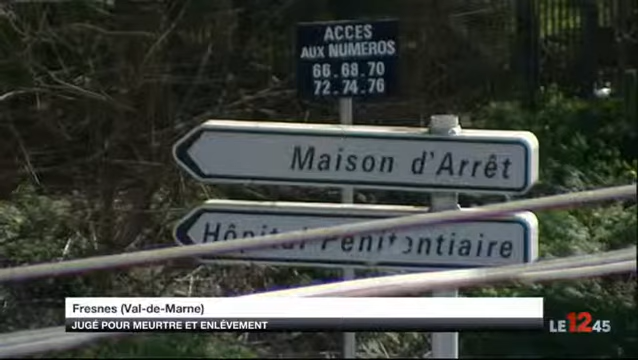 ACCES
AUX NUMEROS
66.68.70
72.74.76
Maison d'Arrêt
Hôpital Penitentiaire
Fresnes (Val-de-Marne)
JUGÉ POUR MEURTRE ET ENLÈVEMENT
LE 12 45